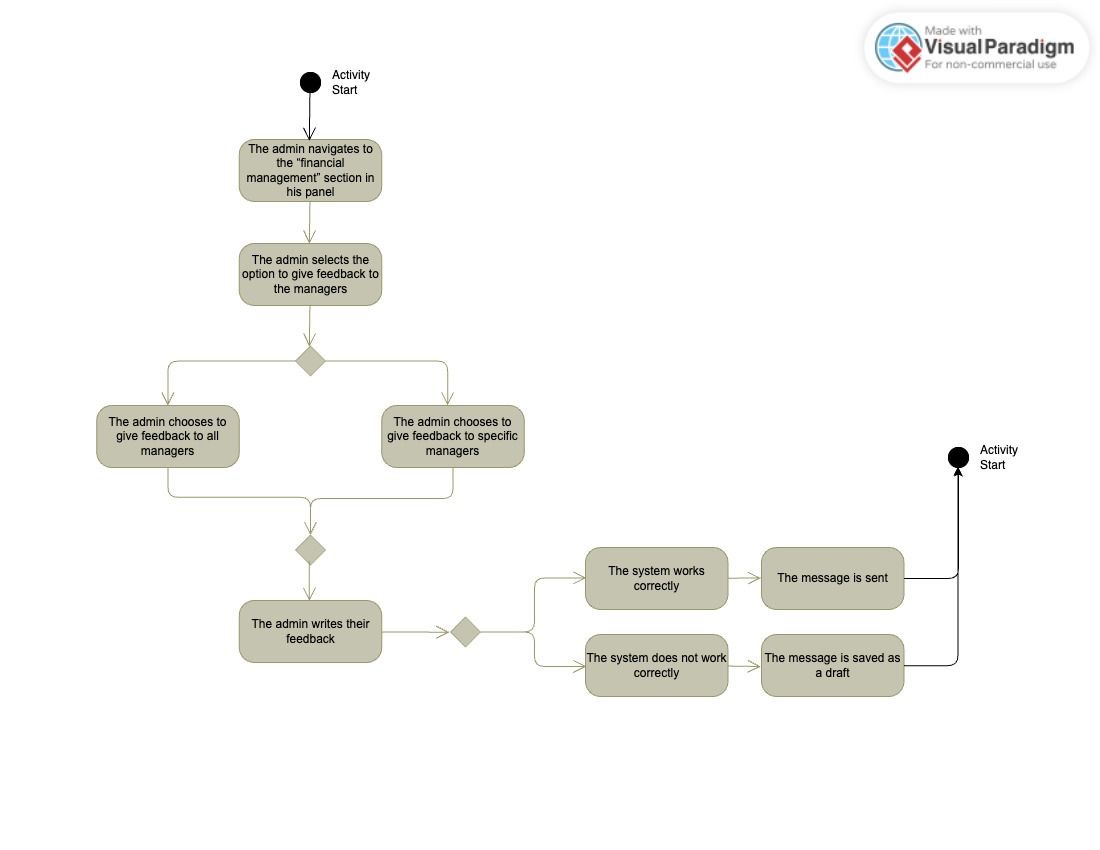 Made with
Visual Paradigm
For non-commercial use
Activity
Start
The admin navigates to
the "financial
management" section in
his panel
The admin selects the
option to give feedback to
the managers
The admin chooses to
give feedback to all
managers
The admin chooses to
give feedback to specific
managers
Activity
Start
The system works
correctly
The message is sent
The admin writes their
feedback
The system does not work
correctly
The message is saved as
a draft